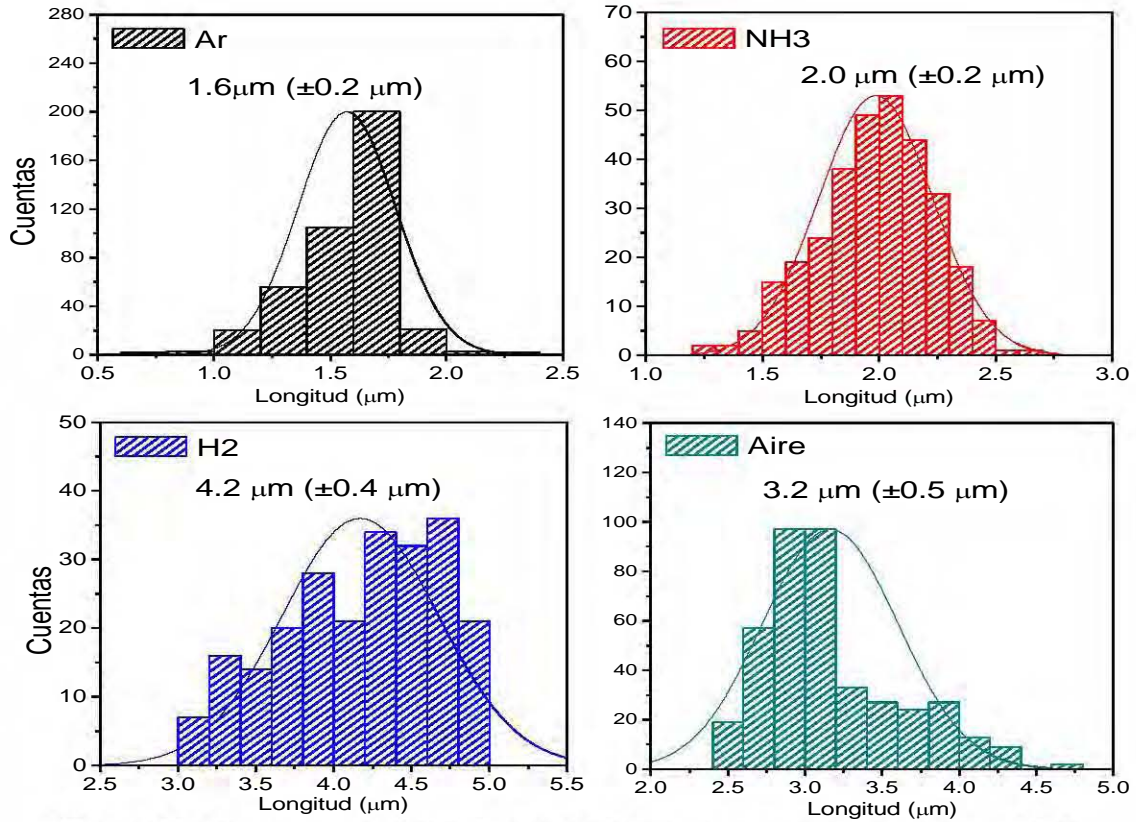 Ar
1.6μm (±0.2 μm)
Cuentas
280
240
200
160
120
80
40
0
0.5 1.0 1.5 2.0 2.5
Longitud (μm)
NH3
2.0 μm (±0.2 μm)
70
60
50
40
30
20
10
0
1.0 1.5 2.0 2.5 3.0
Longitud (μm)
H2
4.2 μm (±0.4 μm)
Cuentas
50
40
30
20
10
0
2.5 3.0 3.5 4.0 4.5 5.0 5.5
Longitud (μm)
Aire
3.2 μm (±0.5 μm)
140
120
100
80
60
40
20
0
2.0 2.5 3.0 3.5 4.0 4.5 5.0
Longitud (μm)